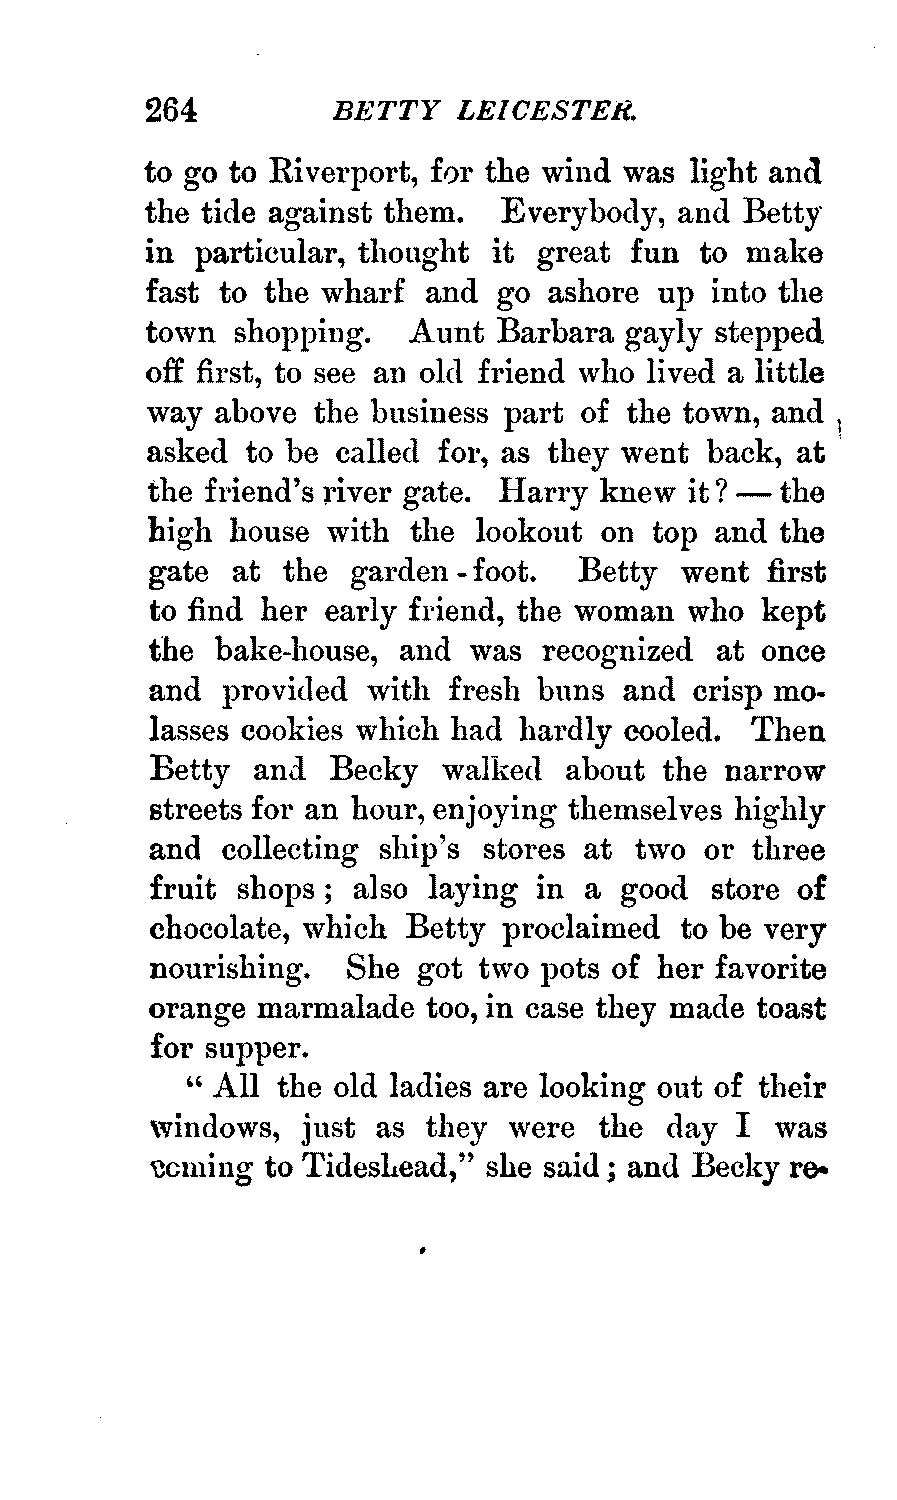 264 BETTY LEICESTER.
to go to Riverport, for the wind was light and
the tide against them. Everybody, and Betty
in particular, thought it great fun to make
fast to the wharf and go ashore up into the
town shopping. Aunt Barbara gayly stepped
off first, to see an old friend who lived a little
way above the business part of the town, and
asked to be called for, as they went back, at
the friend's river gate. Harry knew it? — the
high house with the lookout on top and the
gate at the garden-foot. Betty went first
to find her early friend, the woman who kept
the bake-house, and was recognized at once
and provided with fresh buns and crisp mo-
lasses cookies which had hardly cooled. Then
Betty and Becky walked about the narrow
streets for an hour, enjoying themselves highly
and collecting ship's stores at two or three
fruit shops; also laying in a good store of
chocolate, which Betty proclaimed to be very
nourishing. She got two pots of her favorite
orange marmalade too, in case they made toast
for supper.
"All the old ladies are looking out of their
windows, just as they were the day I was
coming to Tideshead," she said; and Becky re-